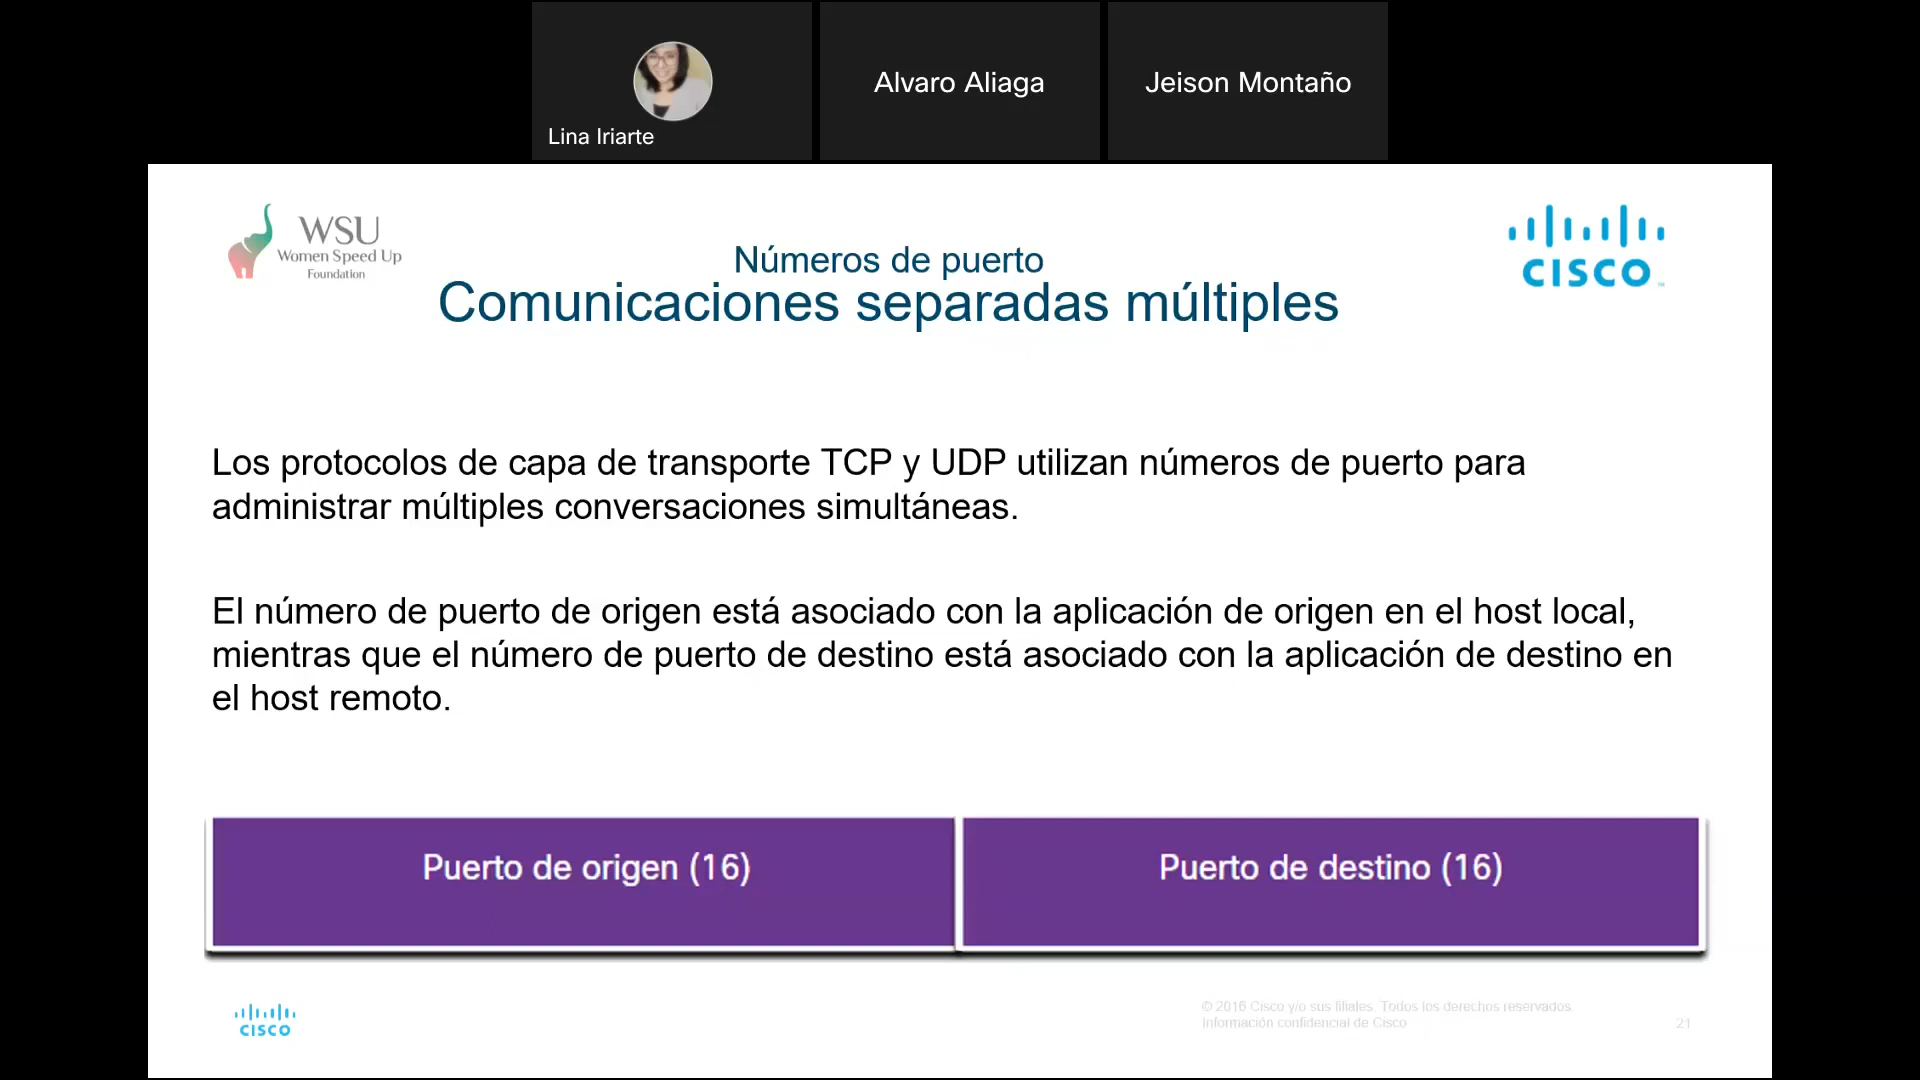 Lina Iriarte
Alvaro Aliaga
Jeison Montaño
WSU
Women Speed Up
Foundation
CISCO
Números de puerto
Comunicaciones separadas múltiples
Los protocolos de capa de transporte TCP y UDP utilizan números de puerto para
administrar múltiples conversaciones simultáneas.
El número de puerto de origen está asociado con la aplicación de origen en el host local,
mientras que el número de puerto de destino está asociado con la aplicación de destino en
el host remoto.
Puerto de origen (16)
Puerto de destino (16)
CISCO
© 2016 Cisco y/o sus filiales. Todos los derechos reservados.
Información confidencial de Cisco
21